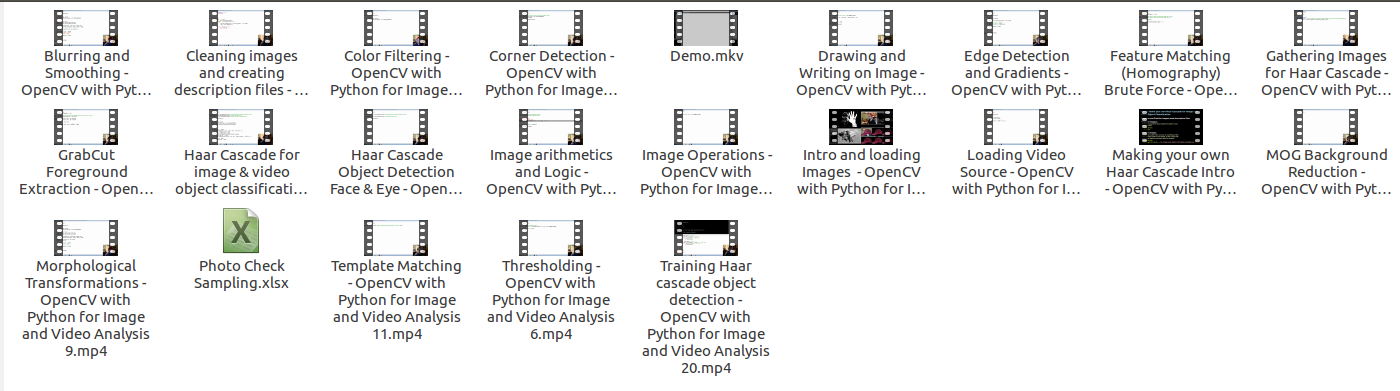 Blurring and
Smoothing -
OpenCV with Pyt...
Cleaning images
and creating
description files - ...
Color Filtering -
OpenCV with
Python for Image...
Corner Detection -
OpenCV with
Python for Image...
Demo.mkv
Drawing and
Writing on Image -
OpenCV with Pyt...
Edge Detection
and Gradients -
OpenCV with Pyt...
Feature Matching
(Homography)
Brute Force - Ope...
Gathering Images
for Haar Cascade -
OpenCV with Pyt...
GrabCut
Foreground
Extraction - Open...
Haar Cascade for
image & video
object classificati...
Haar Cascade
Object Detection
Face & Eye - Open...
Image arithmetics
and Logic -
OpenCV with Pyt...
Image Operations -
OpenCV with
Python for Image...
Intro and loading
Images - OpenCV
with Python for I...
Loading Video
Source - OpenCV
with Python for I...
Making your own
Haar Cascade Intro
- OpenCV with Py...
MOG Background
Reduction -
OpenCV with Pyt...
Morphological
Transformations -
OpenCV with
Python for Image
and Video Analysis
9.mp4
X
Photo Check
Sampling.xlsx
Template Matching
- OpenCV with
Python for Image
and Video Analysis
11.mp4
Thresholding -
OpenCV with
Python for Image
and Video Analysis
6.mp4
Training Haar
cascade object
detection -
OpenCV with
Python for Image
and Video Analysis
20.mp4